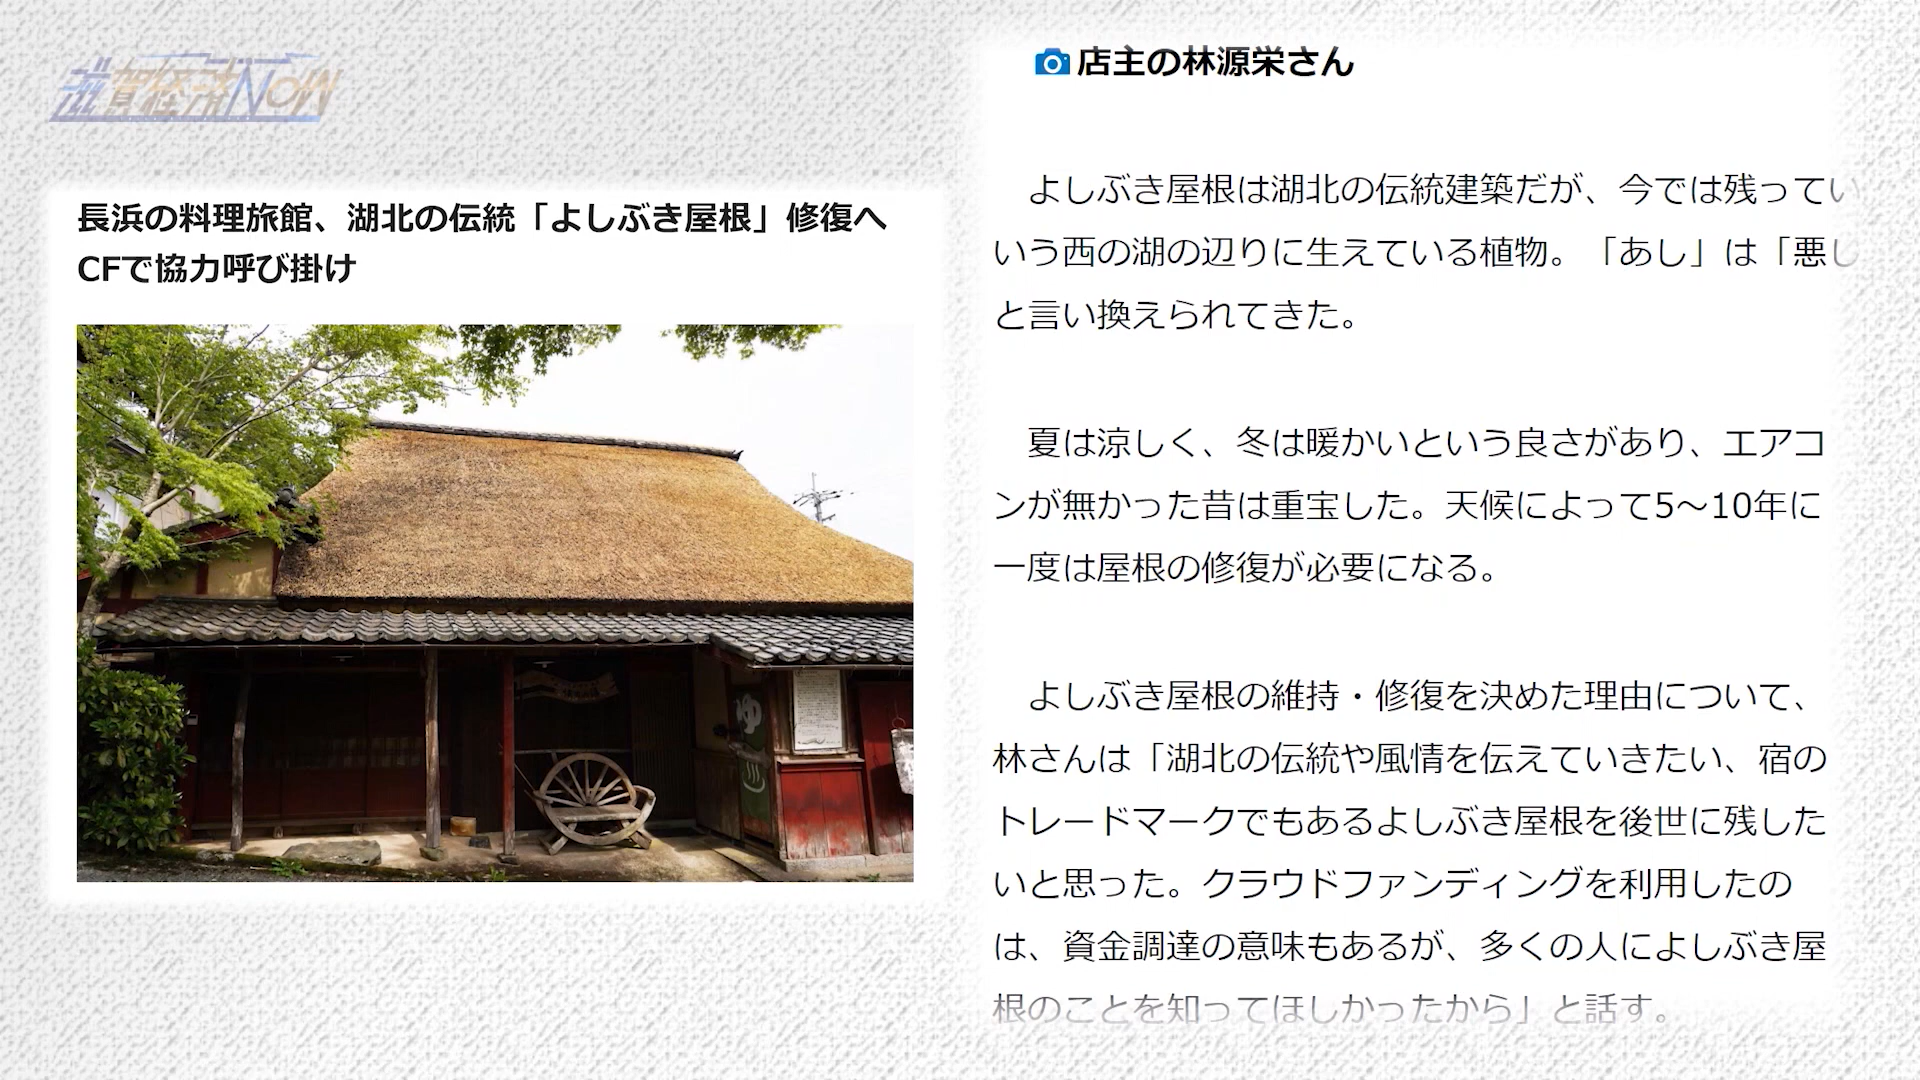 滋賀経済NOW
長浜の料理旅館、湖北の伝統「よしぶき屋根」修復へ
CFで協力呼び掛け
ゆ
店主の林源栄さん
よしぶき屋根は湖北の伝統建築だが、今では残ってい
いう西の湖の辺りに生えている植物。「あし」は「悪し
と言い換えられてきた。
夏は涼しく、冬は暖かいという良さがあり、エアコ
ンが無かった昔は重宝した。天候によって5～10年に
一度は屋根の修復が必要になる。
よしぶき屋根の維持・修復を決めた理由について、
林さんは「湖北の伝統や風情を伝えていきたい、宿の
トレードマークでもあるよしぶき屋根を後世に残した
いと思った。クラウドファンディングを利用したの
は、資金調達の意味もあるが、多くの人によしぶき屋
根のことを知ってほしかったから」と話す。